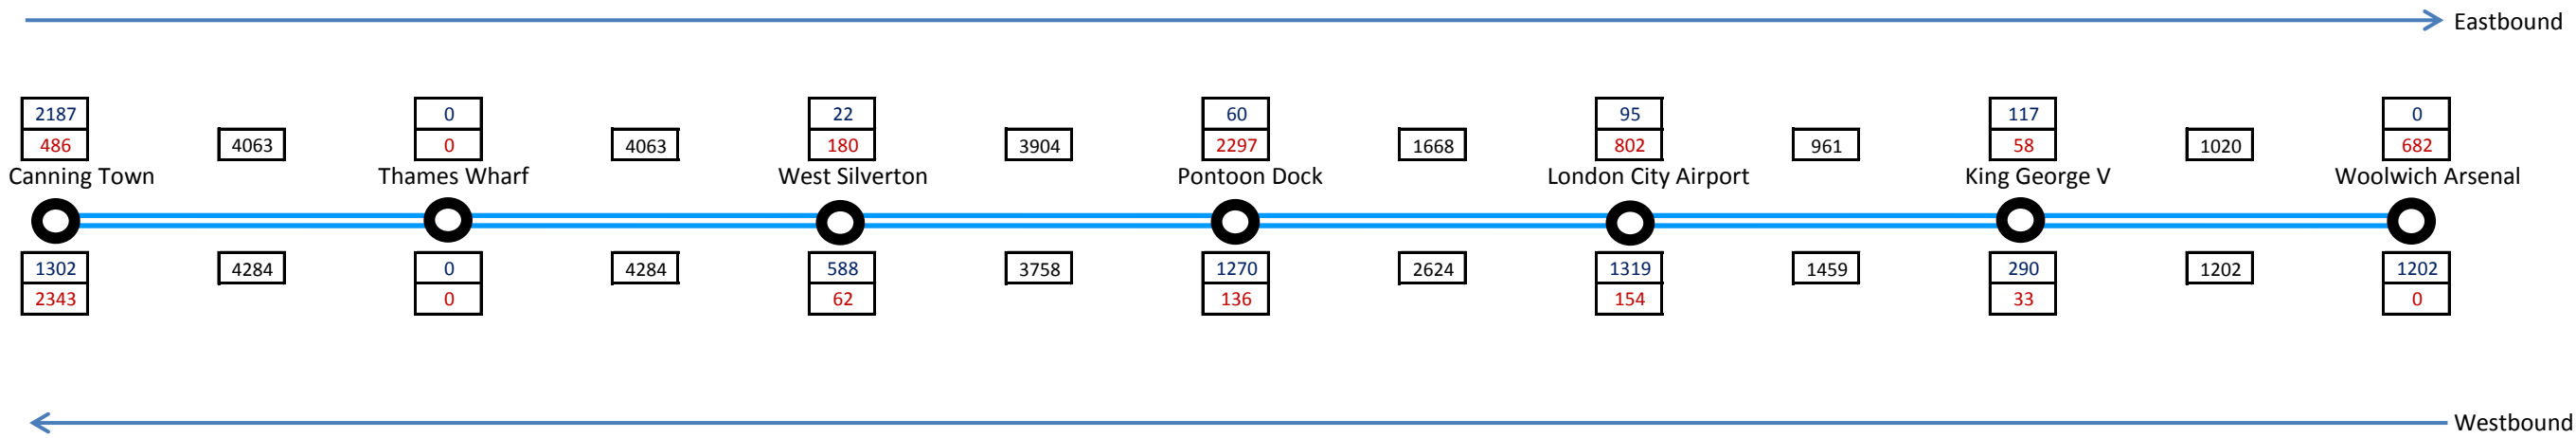 Eastbound
2187 0 22 60 95 117 0
486 4063 0 4063 180 3904 2297 1668 802 961 58 1020 682
Canning Town Thames Wharf West Silverton Pontoon Dock London City Airport King George V Woolwich Arsenal
1302 4284 0 4284 588 3758 1270 2624 1319 1459 290 1202 1202
2343 0 62 136 154 33 0
Westbound